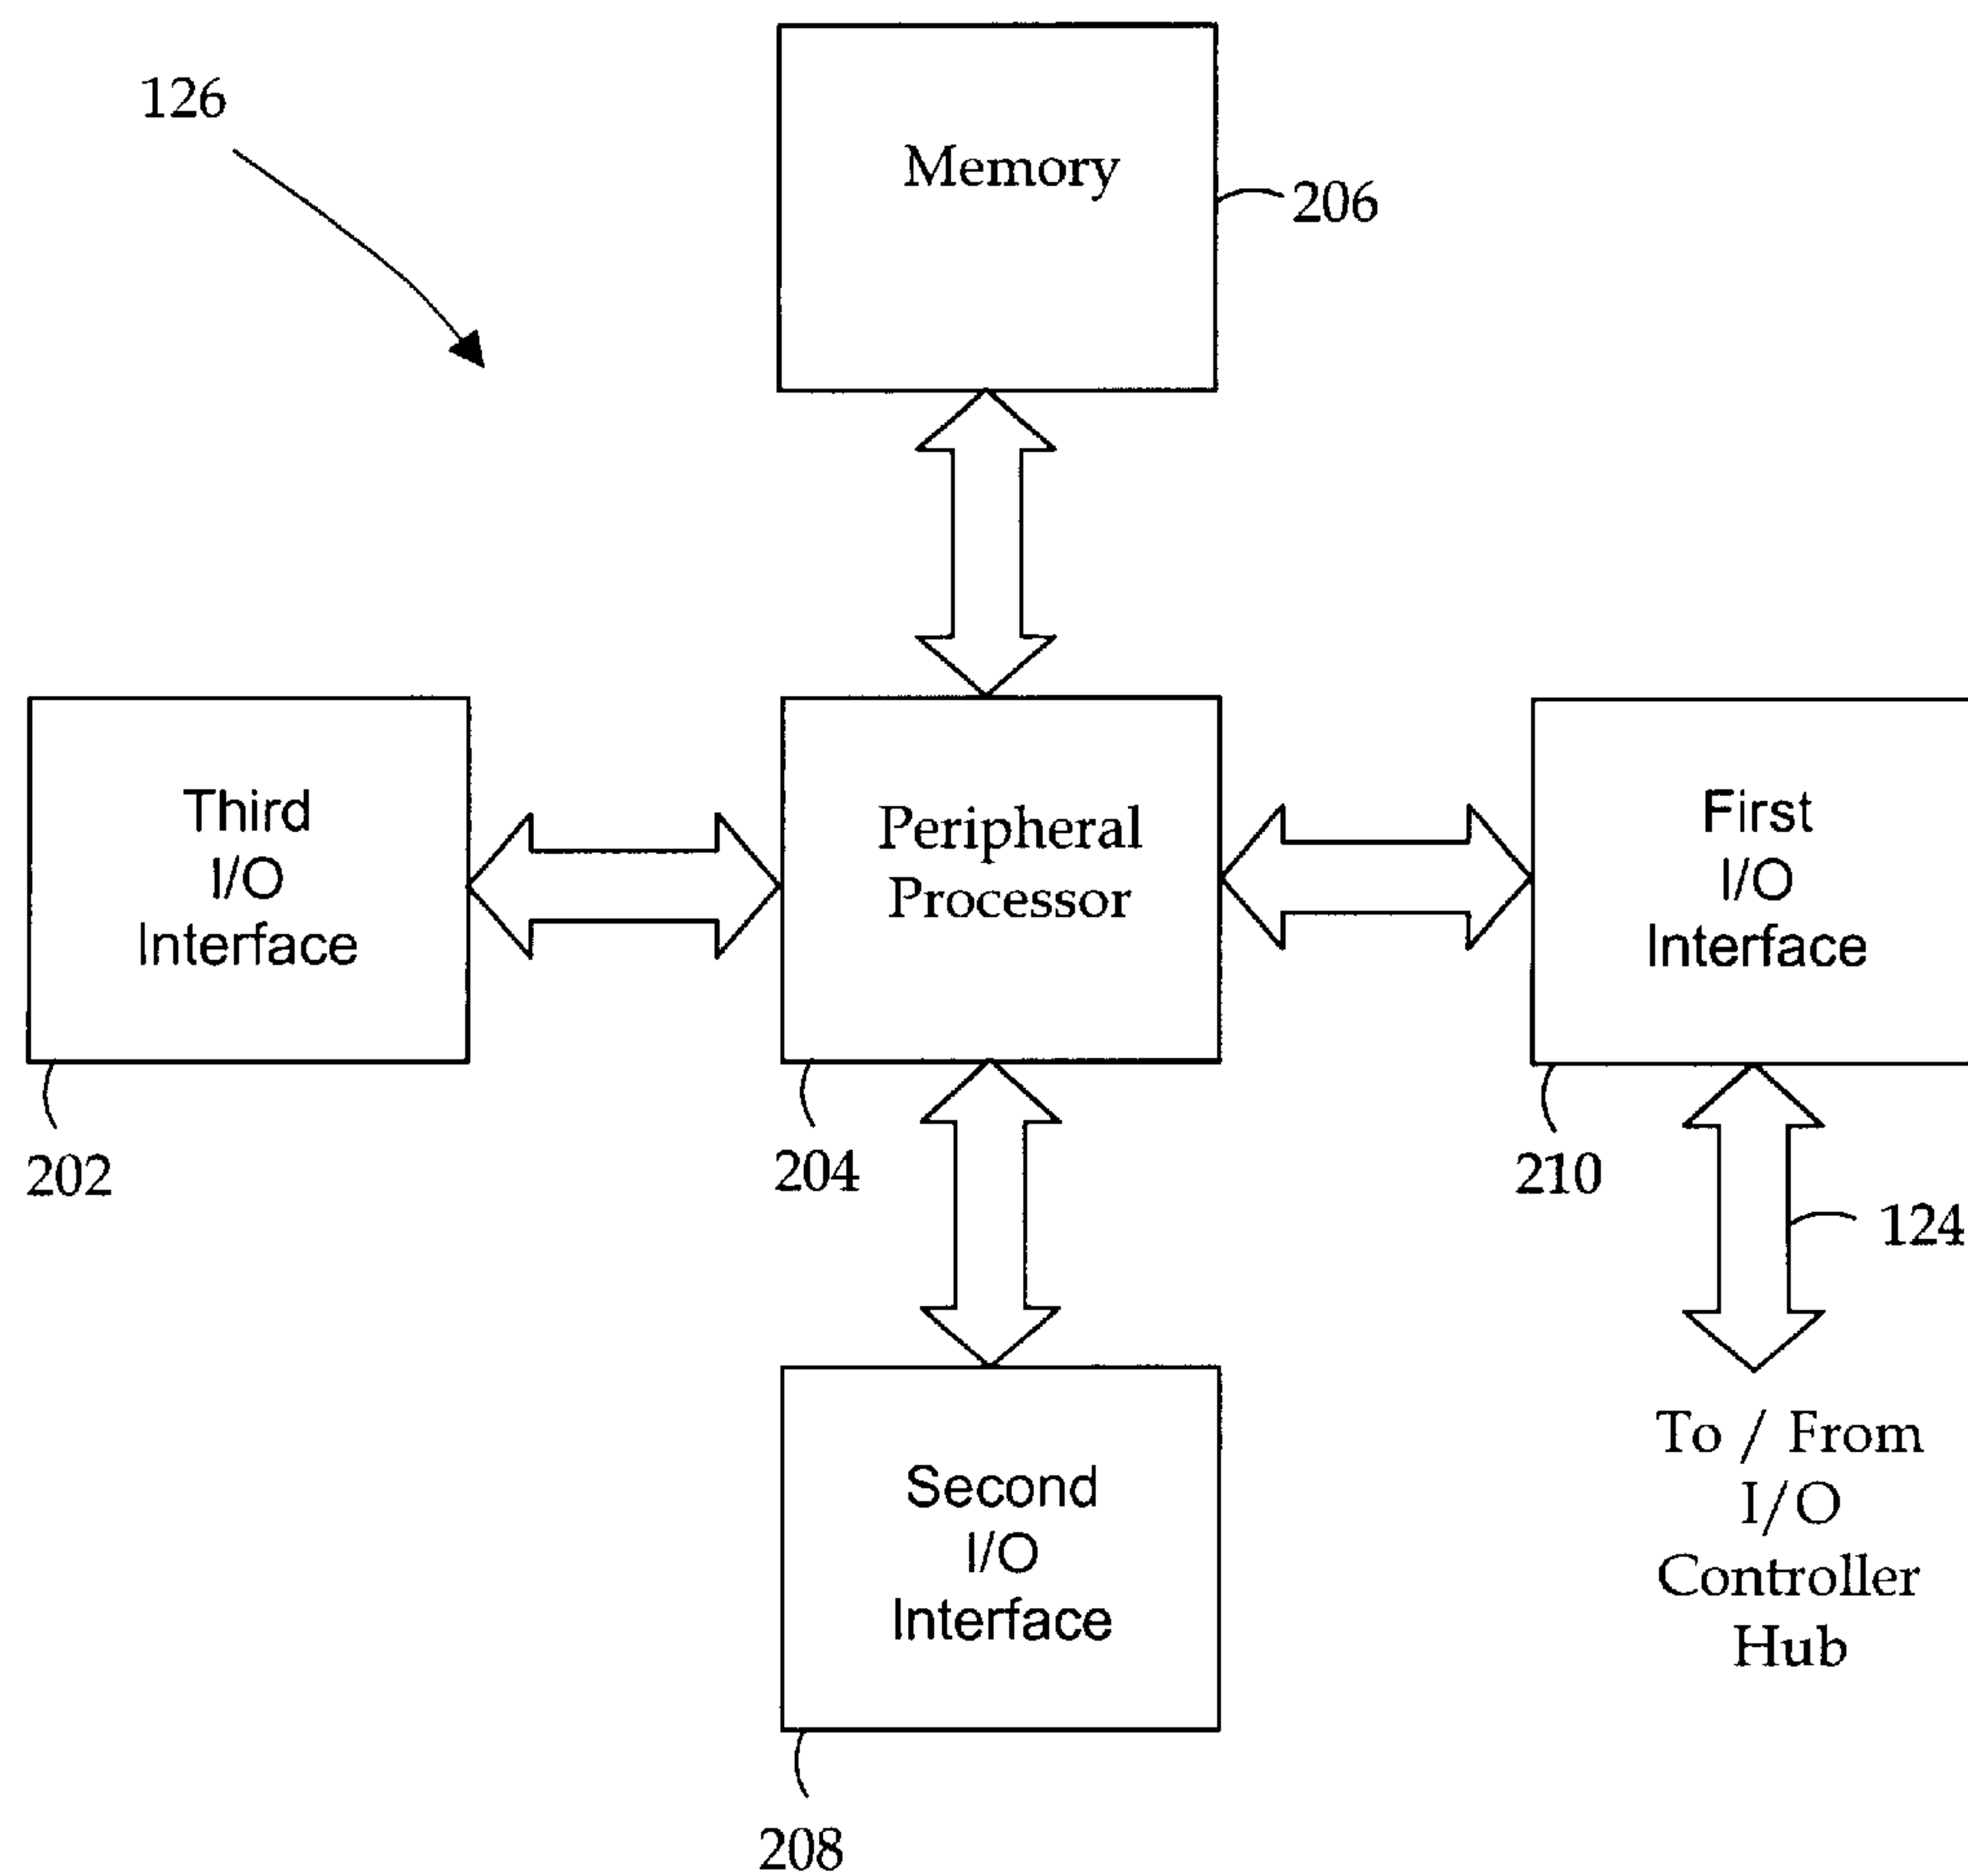 126
Memory
206
Third
I/O
Interface
Peripheral
Processor
First
I/O
Interface
202
204
210
124
Second
I/O
Interface
To / From
I/O
Controller
Hub
208